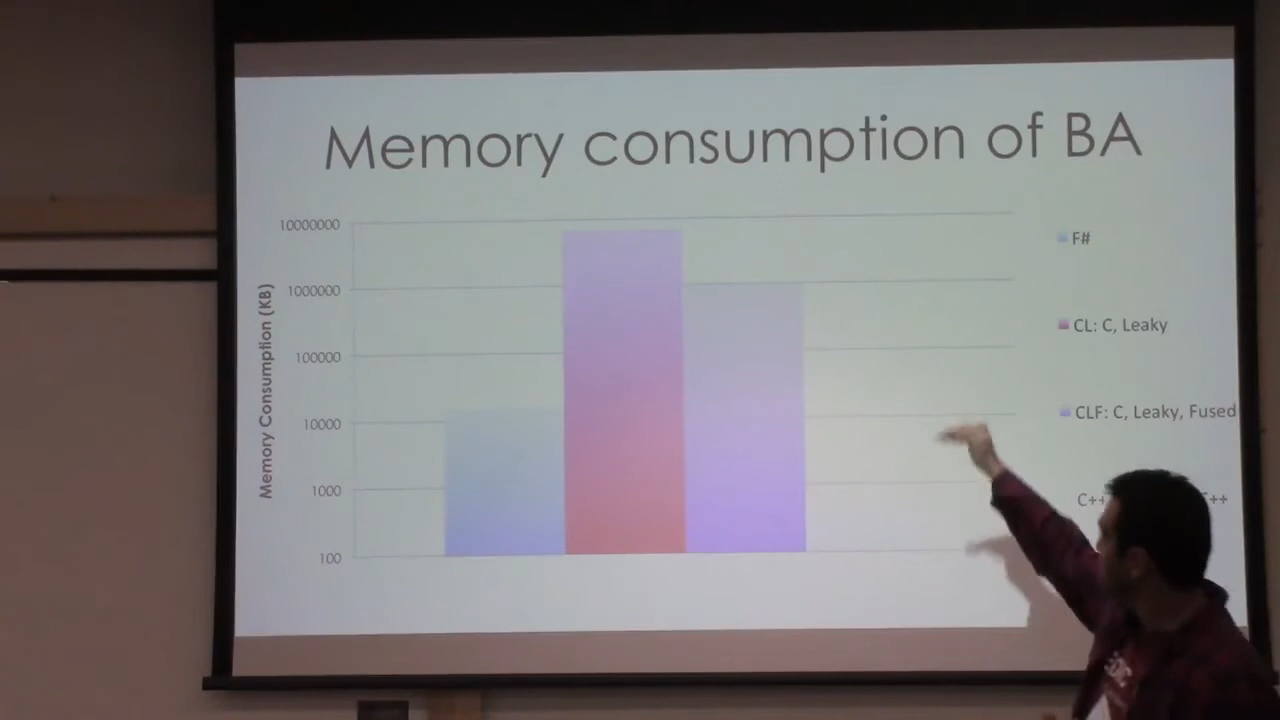 Memory consumption of BA
10000000
1000000
100000
10000
1000
100
Memory Consumption (KB)
F#
CL: C, Leaky
CLF: C, Leaky, Fused
C++